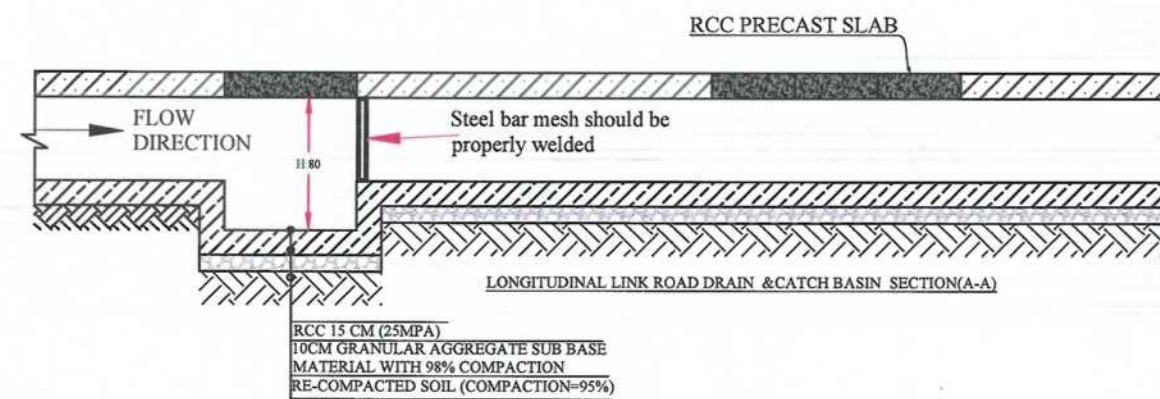 RCC PRECAST SLAB
FLOW
DIRECTION
H:80
Steel bar mesh should be
properly welded
LONGITUDINAL LINK ROAD DRAIN &CATCH BASIN SECTION(A-A)
RCC 15 CM (25MPA)
10CM GRANULAR AGGREGATE SUB BASE
MATERIAL WITH 98% COMPACTION
RE-COMPACTED SOIL (COMPACTION=95%)